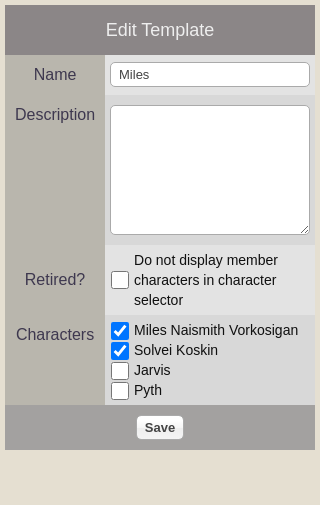 Edit Template
Name
Miles
Description
Retired?
Do not display member
characters in character
selector
Characters
Miles Naismith Vorkosigan
Solvei Koskin
Jarvis
Pyth
Save